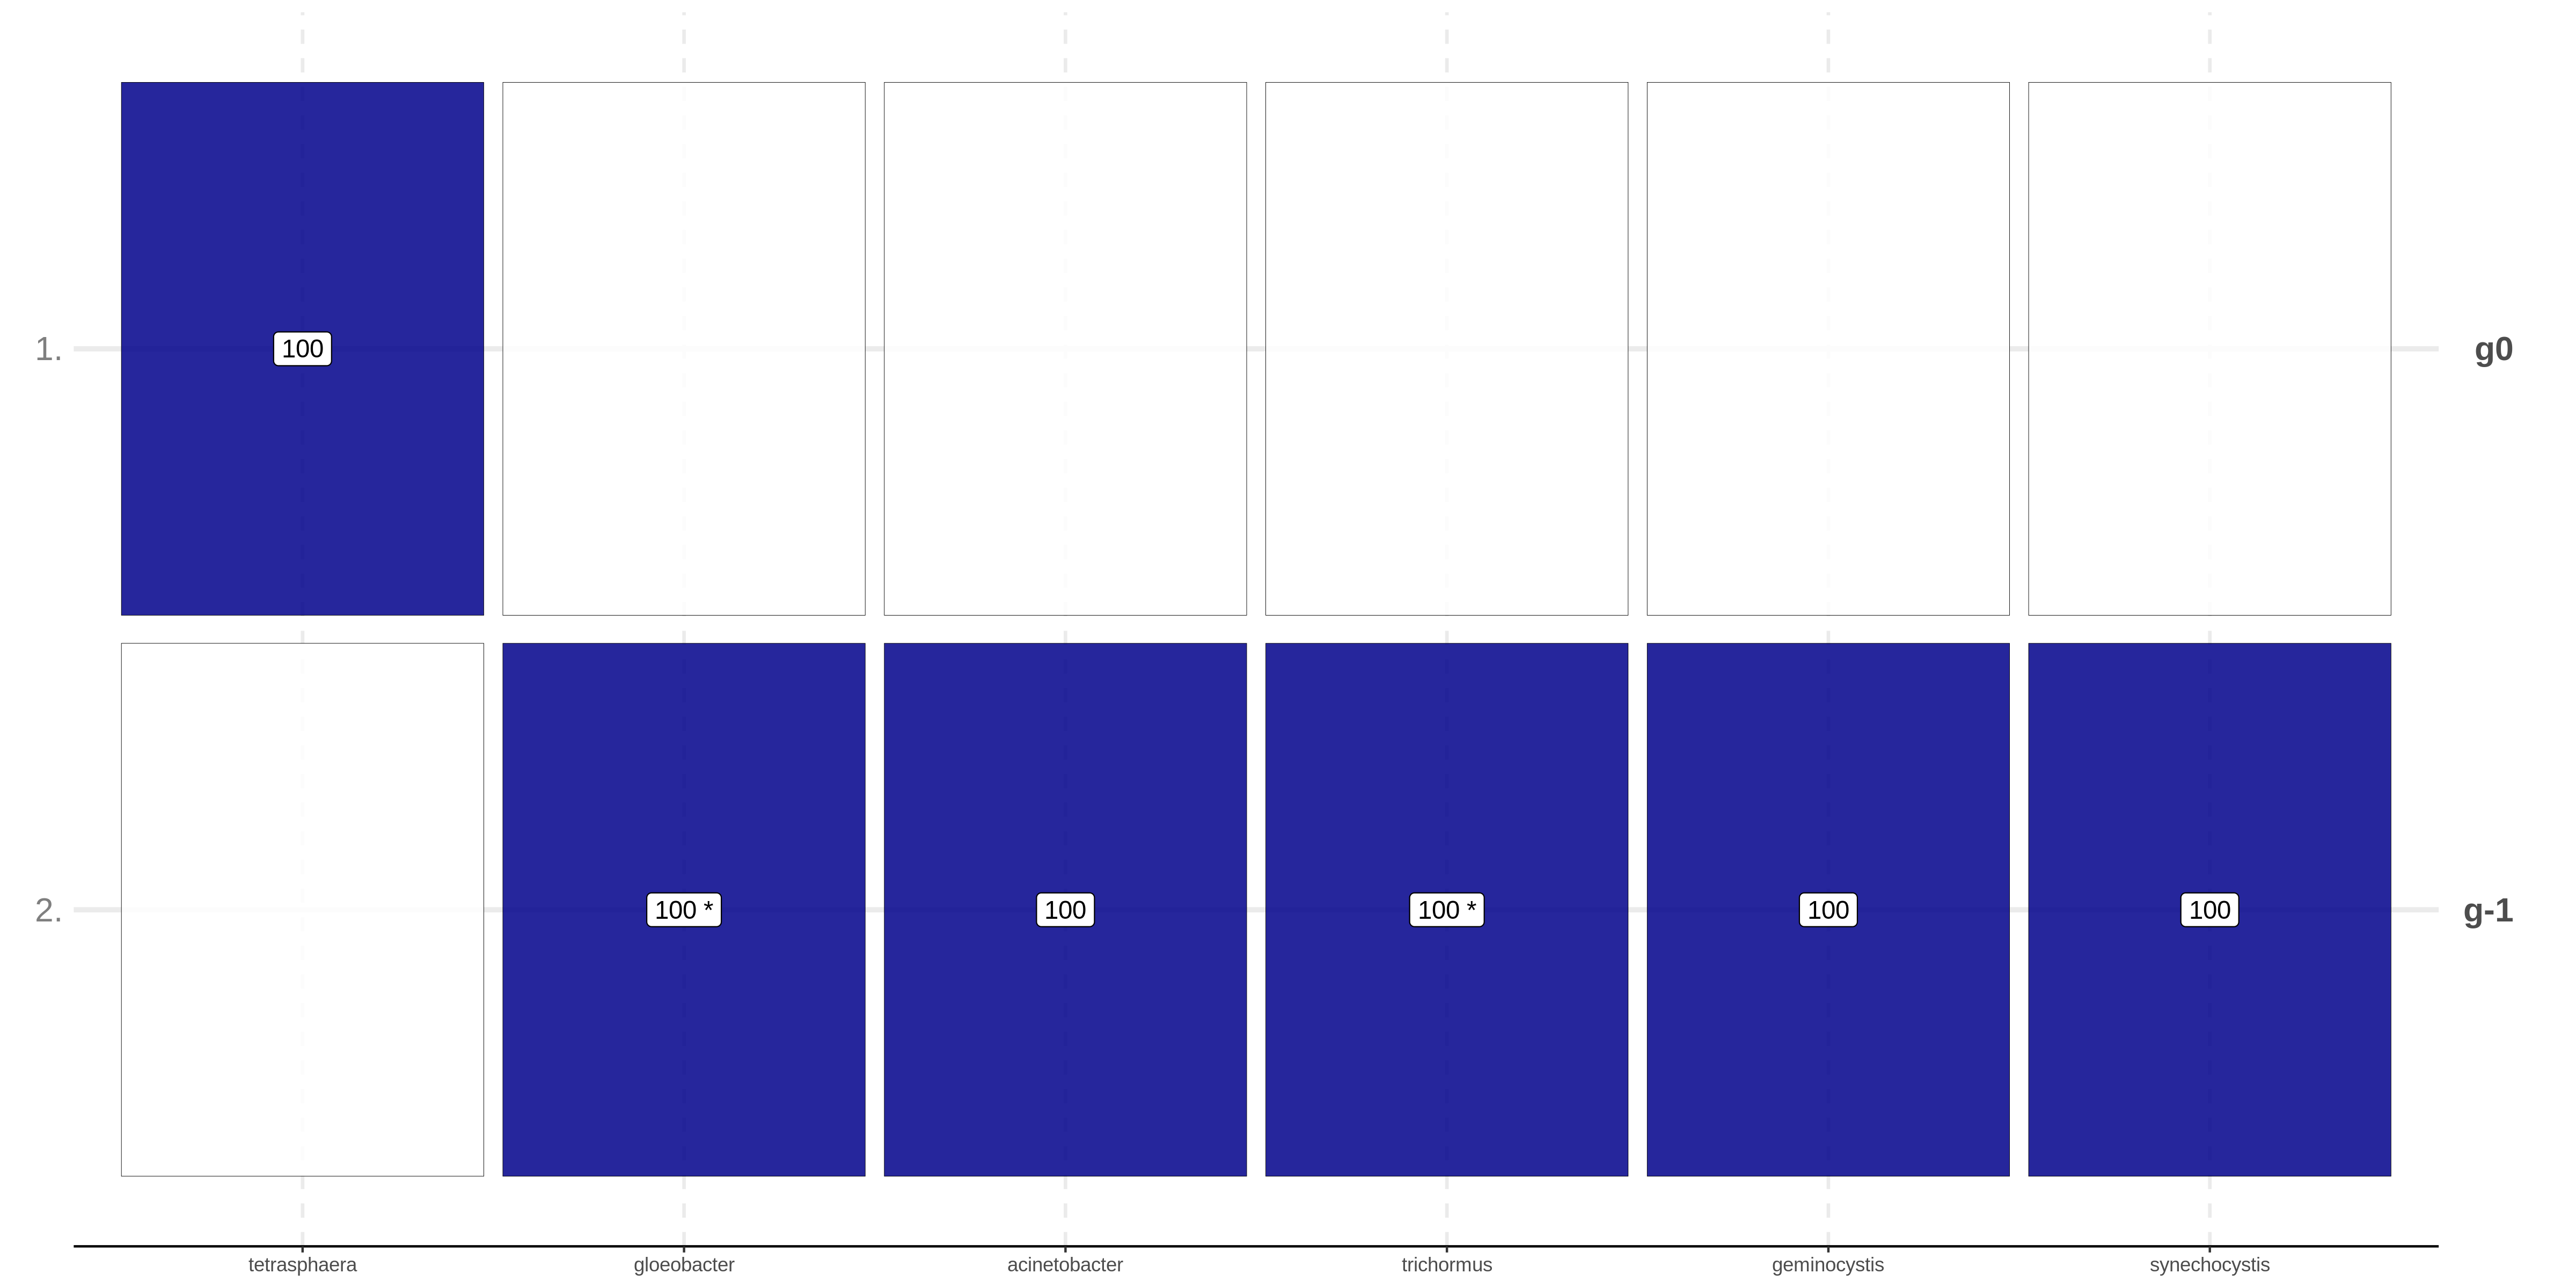 1. 100 g0
2. 100 * 100 100 * 100 100 g-1
tetrasphaera gloeobacter acinetobacter trichormus geminocystis synechocystis